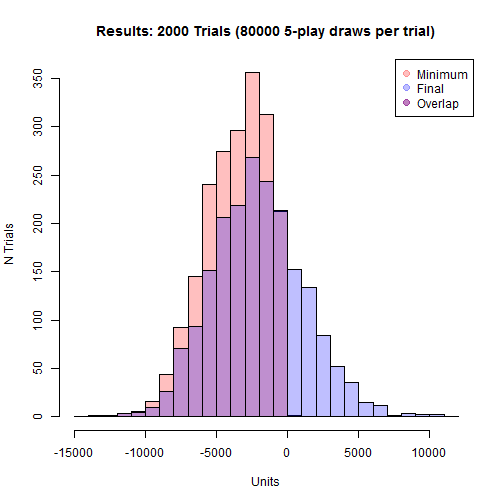 Results: 2000 Trials (80000 5-play draws per trial)
Minimum
Final
Overlap
350
300
250
200
150
100
50
0
N Trials
-15000 -10000 -5000 0 5000 10000
Units